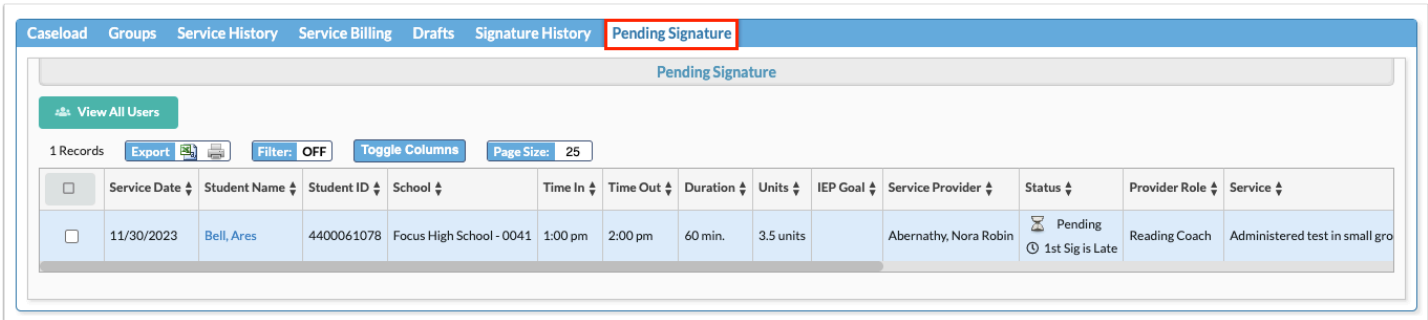 Caseload Groups Service History Service Billing Drafts Signature History Pending Signature
Pending Signature
View All Users
1 Records Export Filter: OFF Toggle Columns Page Size: 25
Service Date Student Name Student ID School Time In Time Out Duration Units IEP Goal Service Provider Status Provider Role Service
11/30/2023 Bell, Ares 4400061078 Focus High School - 0041 1:00 pm 2:00 pm 60 min. 3.5 units Abernathy, Nora Robin Pending Reading Coach Administered test in small gro
1st Sig is Late